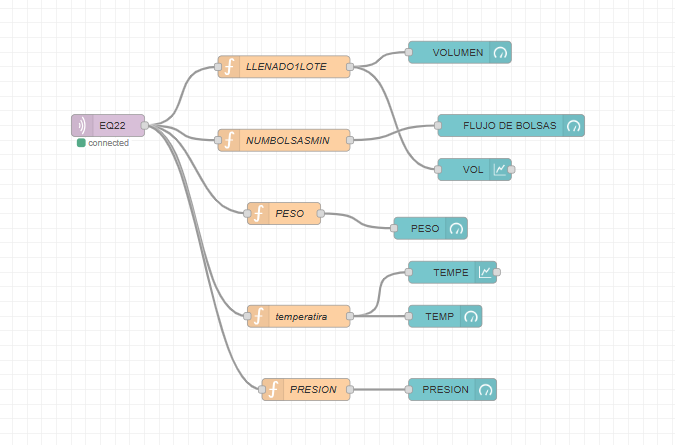 VOLUMEN
LLENADO1LOTE
EQ22
connected
FLUJO DE BOLSAS
NUMBOLSASMIN
VOL
PESO
PESO
TEMPE
temperatira
TEMP
PRESION
PRESION